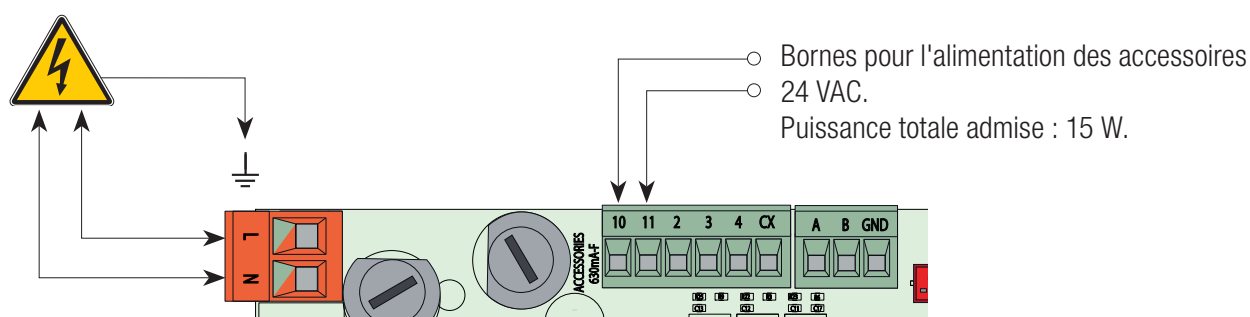 Bornes pour l'alimentation des accessoires
24 VAC.
Puissance totale admise : 15 W.
10 11 2 3 4 CX
A B GND
L
N
ACCESSORIES
630mA-F